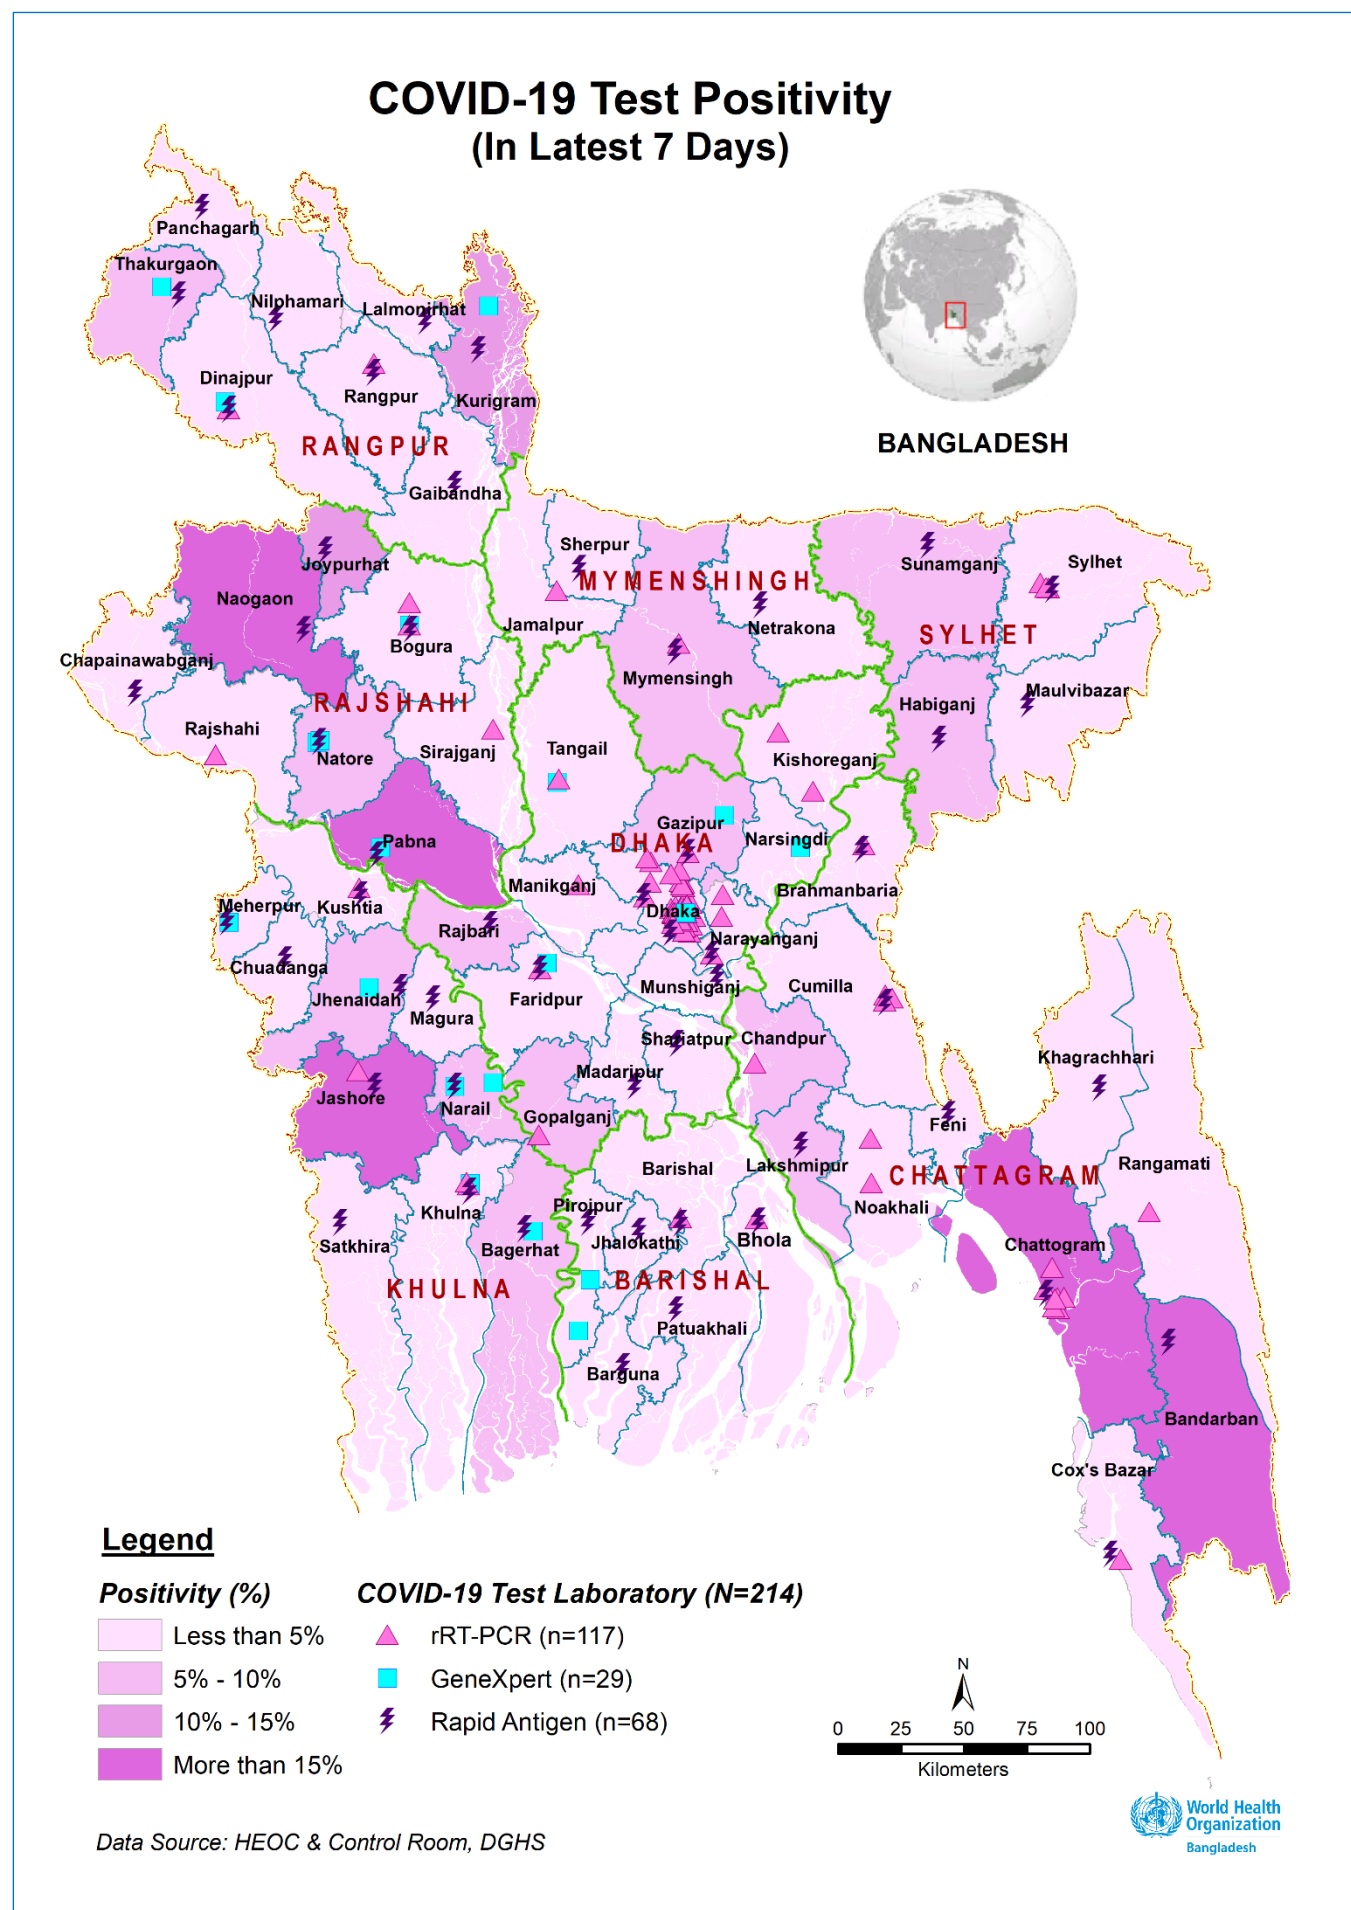 COVID-19 Test Positivity
(In Latest 7 Days)
Panchagarh
Thakurgaon
Nilphamari
Lalmonirhat
Dinajpur
Rangpur
Kurigram
RANGPUR
BANGLADESH
Gaibandha
Sherpur
Sunamganj
Sylhet
Joypurhat
MYMENSHINGH
Naogaon
Jamalpur
Netrakona
SYLHET
Bogura
Chapainawabganj
Mymensingh
Maulvibazar
RAJSHAHI
Habiganj
Rajshahi
Natore
Sirajganj
Tangail
Kishoreganj
Gazipur
Pabna
DHAKA
Narsingdi
Manikganj
Brahmanbaria
Meherpur
Kushtia
Dhaka
Rajbari
Narayanganj
Chuadanga
Jhenaidah
Faridpur
Munshiganj
Cumilla
Magura
Shariatpur
Chandpur
Khagrachhari
Madaripur
Jashore
Narail
Gopalganj
Feni
Barishal
Lakshmipur
CHATTAGRAM
Rangamati
Khulna
Pirojpur
Noakhali
Satkhira
Bagerhat
Jhalokathi
Bhola
Chattogram
KHULNA
BARISHAL
Patuakhali
Barguna
Bandarban
Cox's Bazar
Legend
Positivity (%)
Less than 5%
5% - 10%
10% - 15%
More than 15%
COVID-19 Test Laboratory (N=214)
rRT-PCR (n=117)
GeneXpert (n=29)
Rapid Antigen (n=68)
N
0 25 50 75 100
Kilometers
World Health
Organization
Bangladesh
Data Source: HEOC & Control Room, DGHS